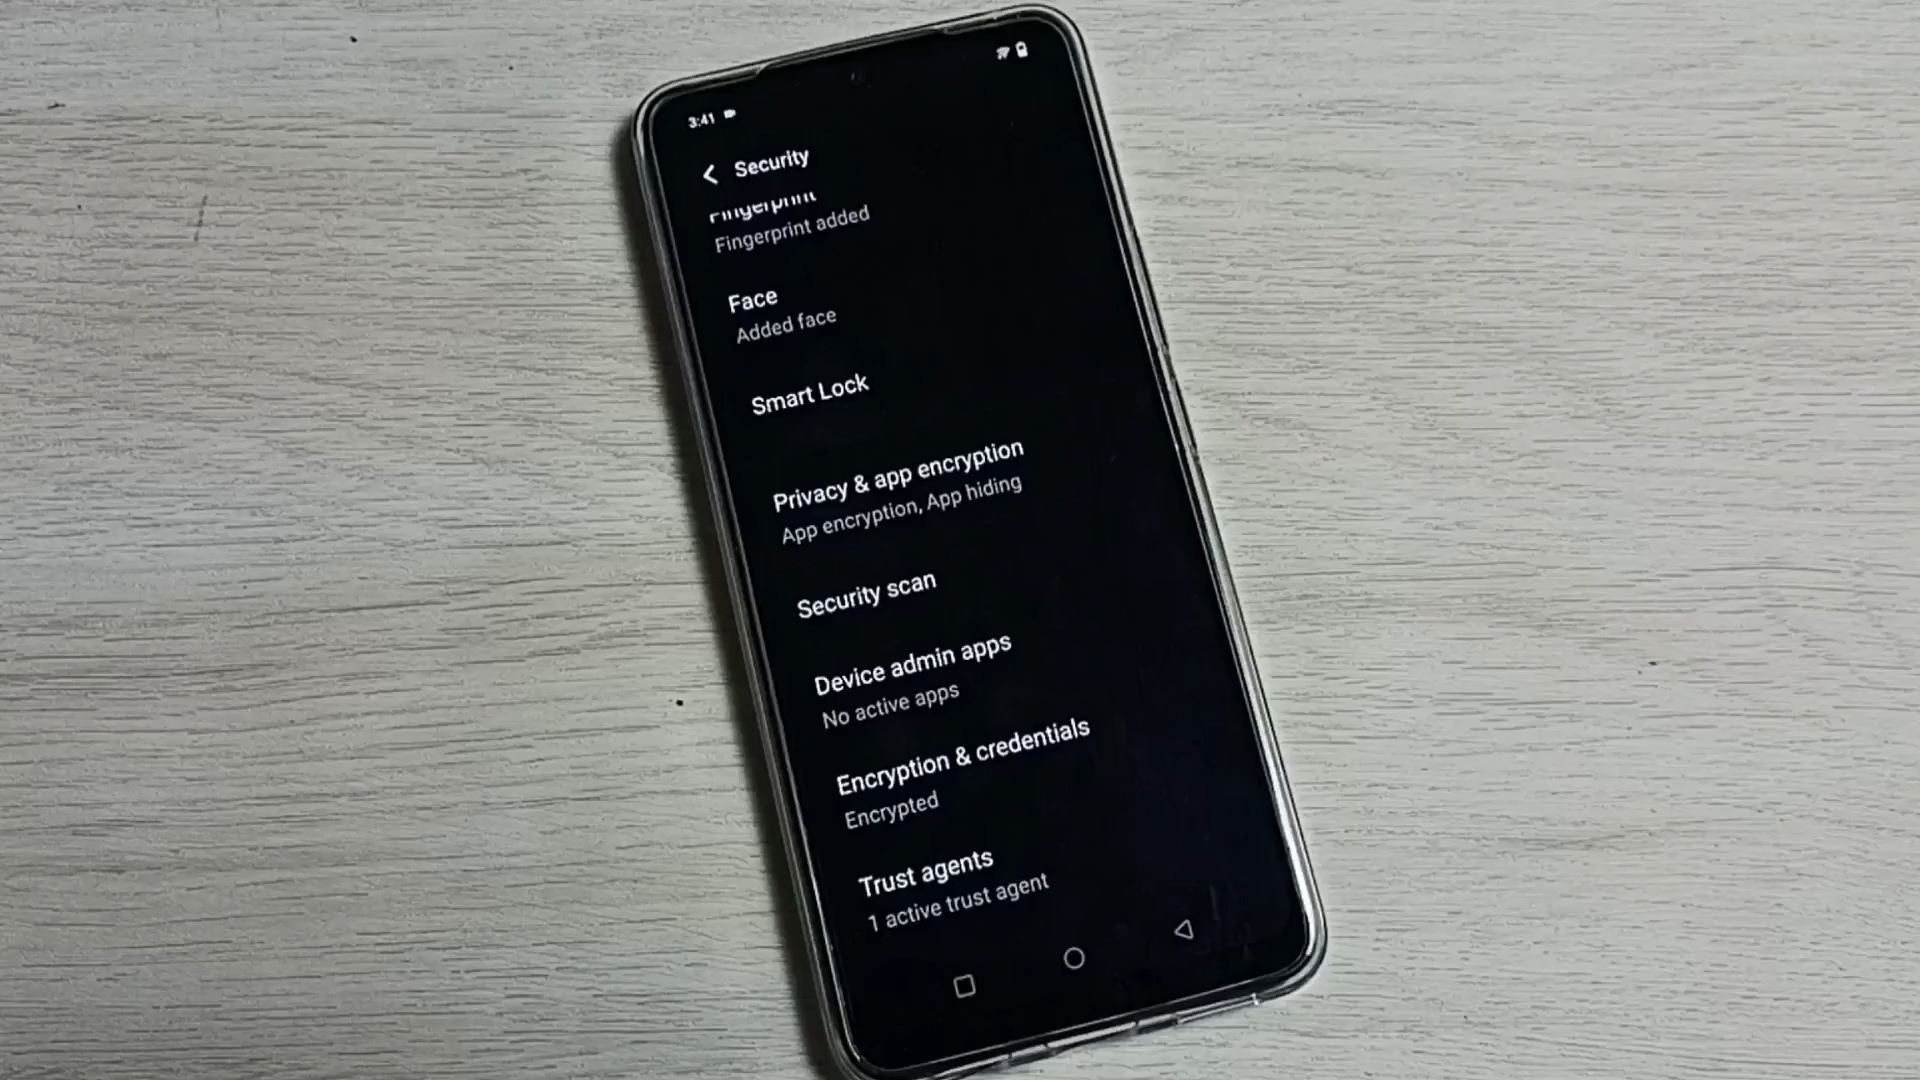 3:41
Security
Fingerprint
Fingerprint added
Face
Added face
Smart Lock
Privacy & app encryption
App encryption, App hiding
Security scan
Device admin apps
No active apps
Encryption & credentials
Encrypted
Trust agents
1 active trust agent